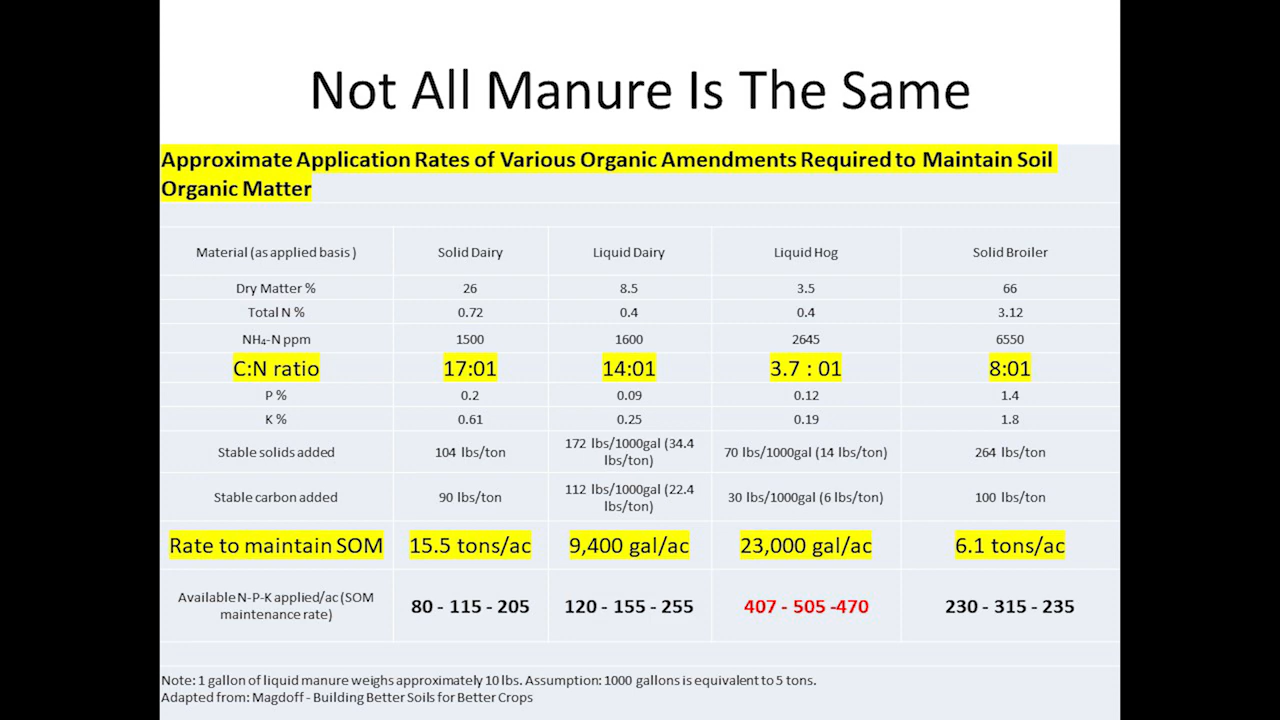 Not All Manure Is The Same
Approximate Application Rates of Various Organic Amendments Required to Maintain Soil
Organic Matter
Material (as applied basis ) Solid Dairy Liquid Dairy Liquid Hog Solid Broiler
Dry Matter % 26 8.5 3.5 66
Total N % 0.72 0.4 0.4 3.12
NH₄-N ppm 1500 1600 2645 6550
C:N ratio 17:01 14:01 3.7 : 01 8:01
P % 0.2 0.09 0.12 1.4
K % 0.61 0.25 0.19 1.8
Stable solids added 104 lbs/ton 172 lbs/1000gal (34.4 70 lbs/1000gal (14 lbs/ton) 264 lbs/ton
lbs/ton)
Stable carbon added 90 lbs/ton 112 lbs/1000gal (22.4 30 lbs/1000gal (6 lbs/ton) 100 lbs/ton
lbs/ton)
Rate to maintain SOM 15.5 tons/ac 9,400 gal/ac 23,000 gal/ac 6.1 tons/ac
Available N-P-K applied/ac (SOM 80 - 115 - 205 120 - 155 - 255 407 - 505 -470 230 - 315 - 235
maintenance rate)
Note: 1 gallon of liquid manure weighs approximately 10 lbs. Assumption: 1000 gallons is equivalent to 5 tons.
Adapted from: Magdoff - Building Better Soils for Better Crops